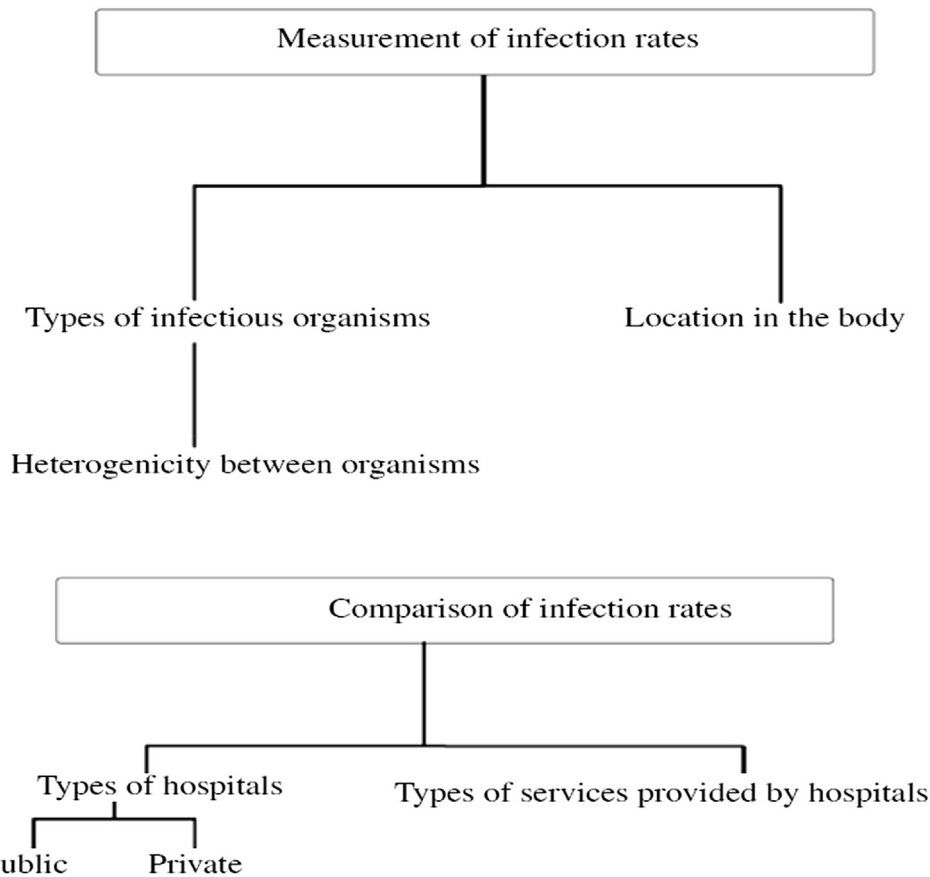 Measurement of infection rates
Types of infectious organisms
Location in the body
Heterogenicity between organisms
Comparison of infection rates
Types of hospitals
Types of services provided by hospitals
ublic
Private